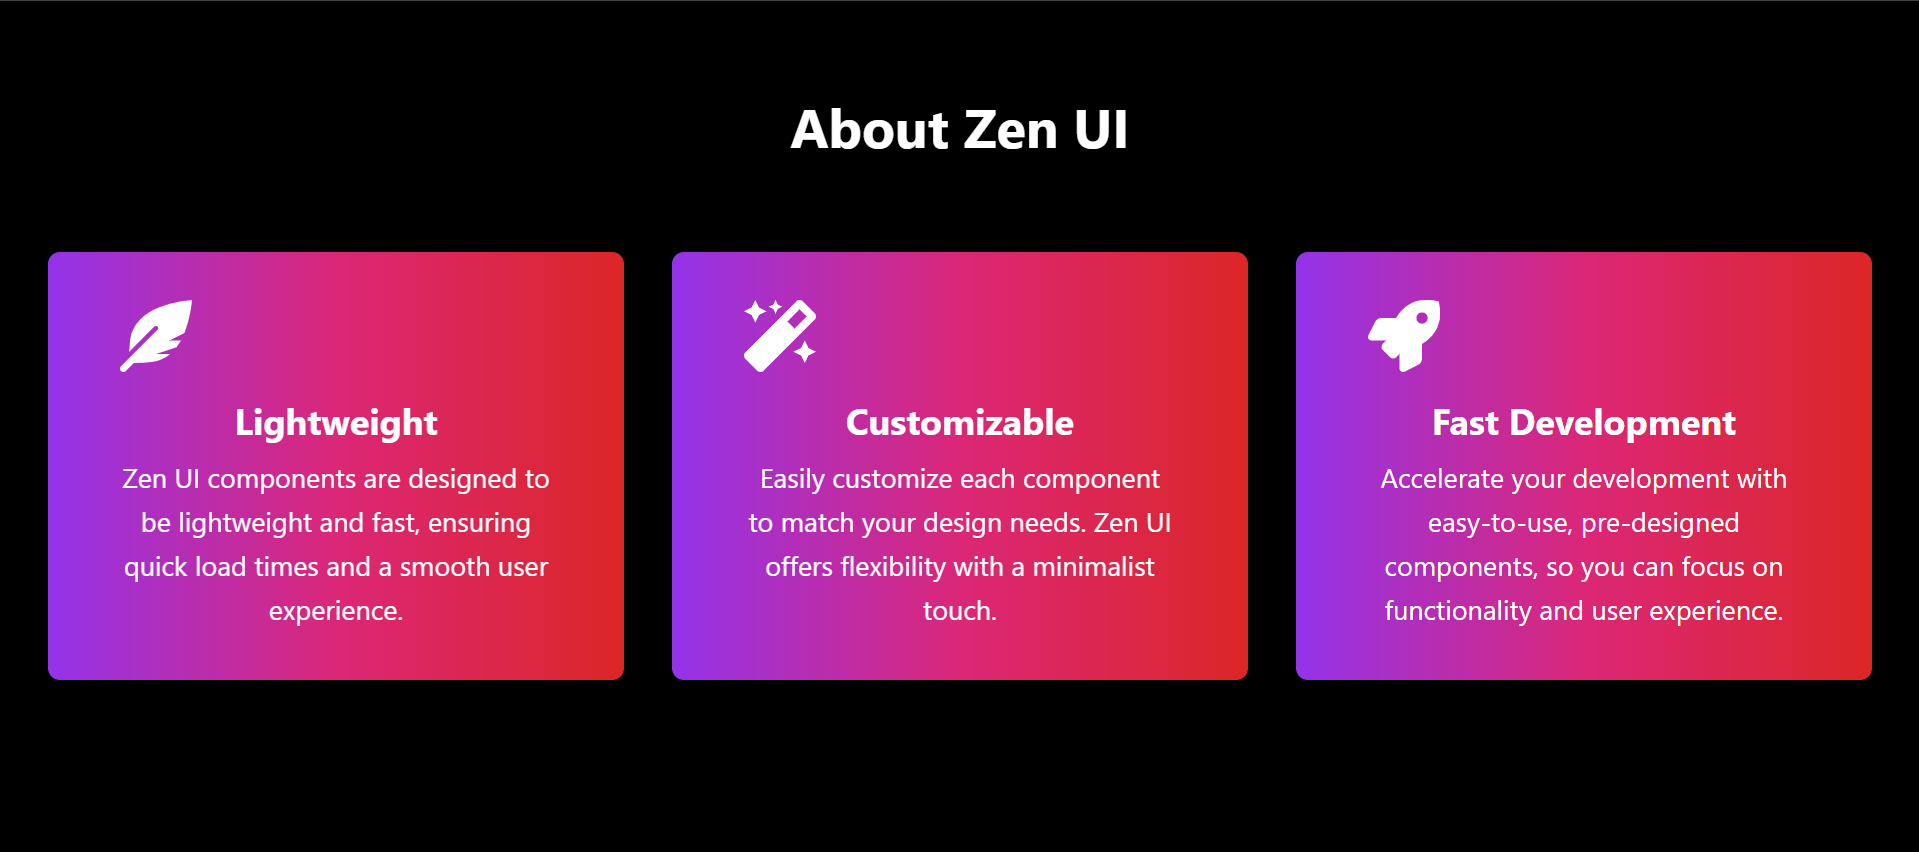 About Zen UI
Lightweight
Zen UI components are designed to
be lightweight and fast, ensuring
quick load times and a smooth user
experience.
Customizable
Easily customize each component
to match your design needs. Zen UI
offers flexibility with a minimalist
touch.
Fast Development
Accelerate your development with
easy-to-use, pre-designed
components, so you can focus on
functionality and user experience.